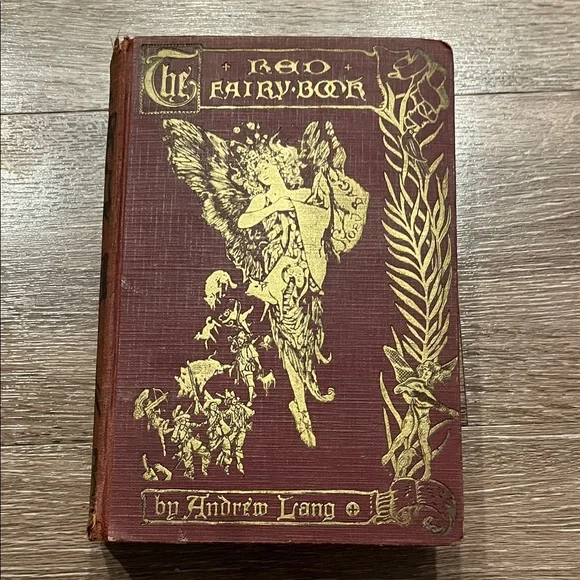 The
RED
FAIRY·BOOK
by Andrew Lang